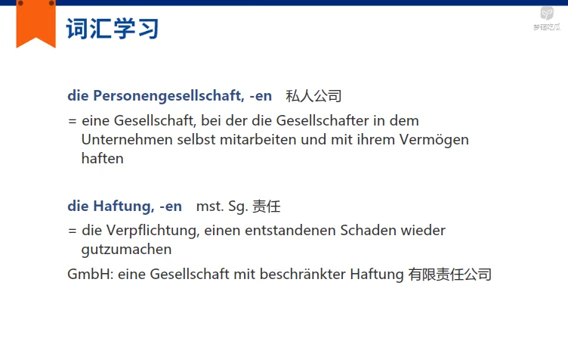 词汇学习
die Personengesellschaft, -en 私人公司
= eine Gesellschaft, bei der die Gesellschafter in dem
Unternehmen selbst mitarbeiten und mit ihrem Vermögen
haften
die Haftung, -en mst. Sg. 责任
= die Verpflichtung, einen entstandenen Schaden wieder
gutzumachen
GmbH: eine Gesellschaft mit beschränkter Haftung 有限责任公司